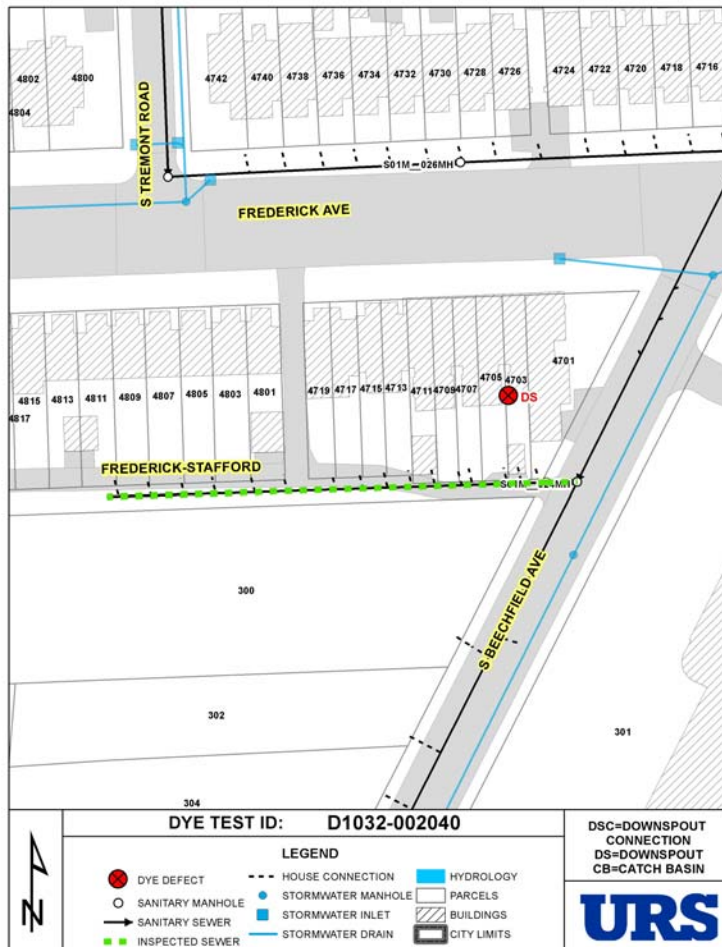 4802 4800
4804
4742 4740 4738 4736 4734 4732 4730 4728 4726 4724 4722 4720 4718 4716
S TREMONT ROAD
S01M__026MH
FREDERICK AVE
4815 4813 4811 4809 4807 4805 4803 4801
4817
4719 4717 4715 4713 4711 4709 4707 4705 4703 4701
DS
FREDERICK-STAFFORD
300
S BEECHFIELD AVE
302
301
304
DYE TEST ID: D1032-002040
LEGEND
DYE DEFECT
SANITARY MANHOLE
SANITARY SEWER
INSPECTED SEWER
HOUSE CONNECTION
STORMWATER MANHOLE
STORMWATER INLET
STORMWATER DRAIN
HYDROLOGY
PARCELS
BUILDINGS
CITY LIMITS
N
DSC=DOWNSPOUT
CONNECTION
DS=DOWNSPOUT
CB=CATCH BASIN
URS